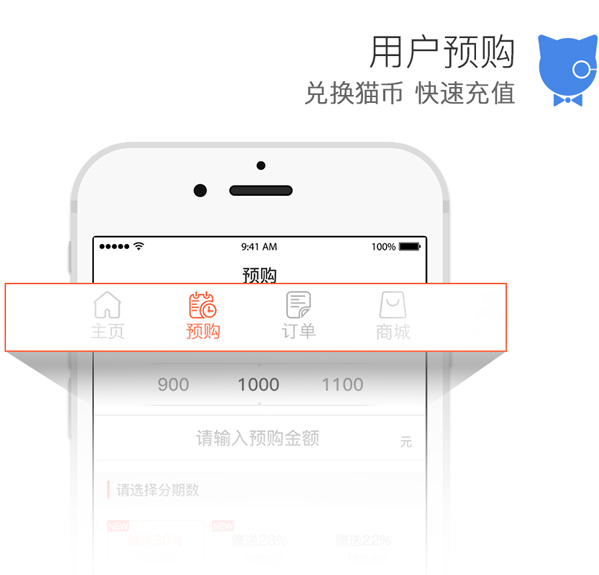 用户预购
兑换猫币 快速充值
9:41 AM 100%
预购
主页 预购 订单 商城
900 1000 1100
请输入预购金额 元
请选择分期数
NEW NEW
赠送30% 赠送28% 赠送22%